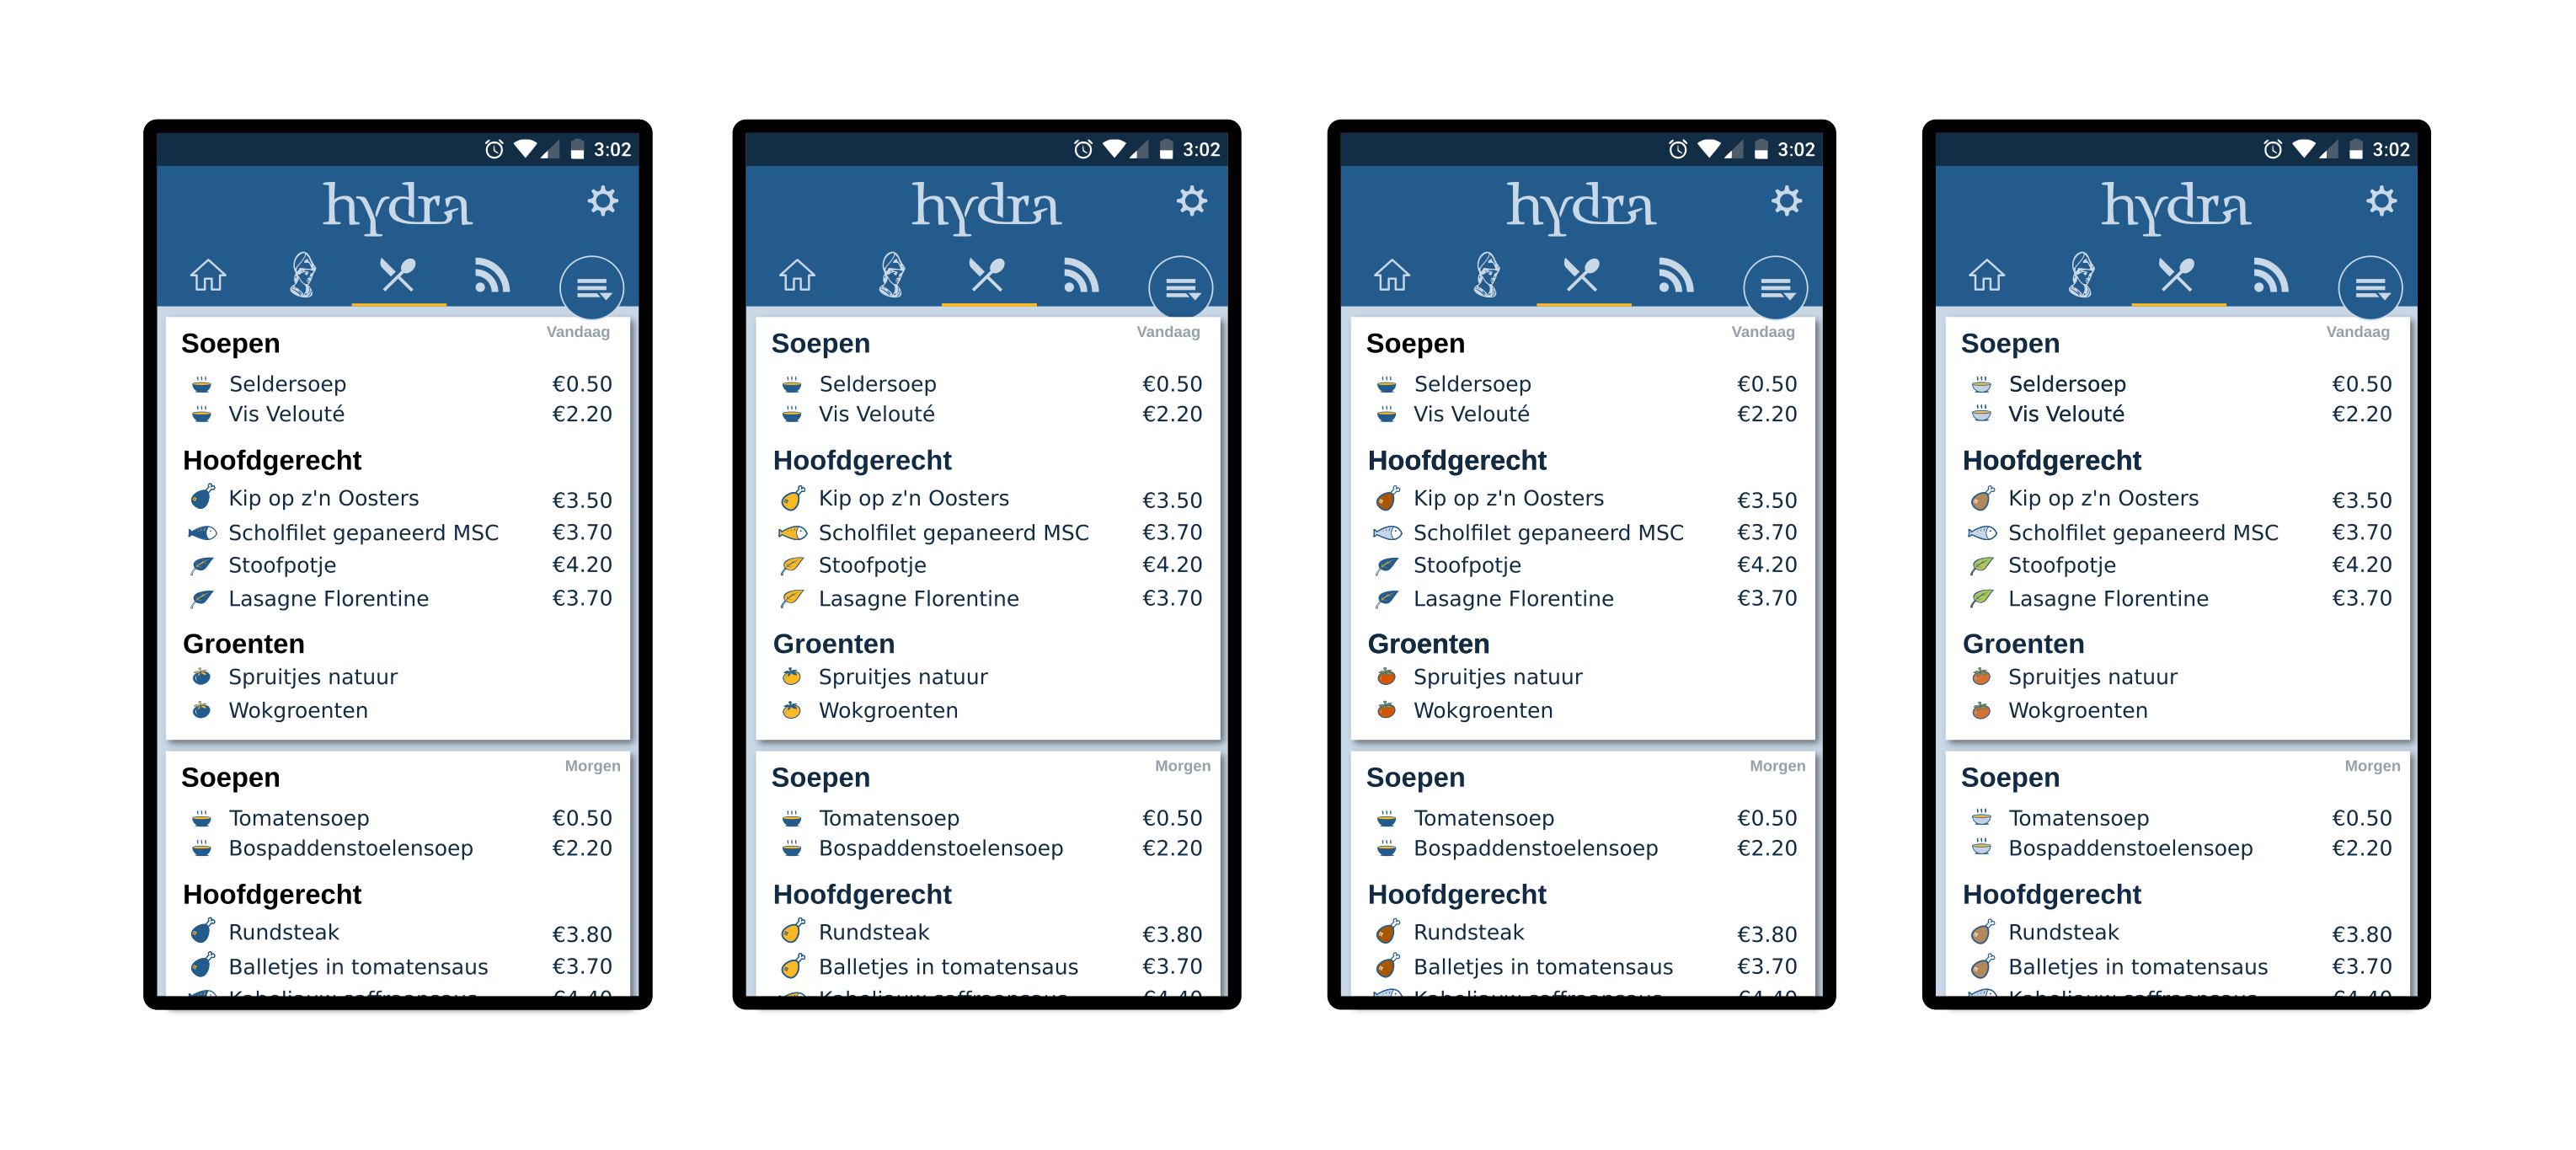 3:02
hydra
Vandaag
Soepen
Seldersoep €0.50
Vis Velouté €2.20
Hoofdgerecht
Kip op z'n Oosters €3.50
Scholfilet gepaneerd MSC €3.70
Stoofpotje €4.20
Lasagne Florentine €3.70
Groenten
Spruitjes natuur
Wokgroenten
Morgen
Soepen
Tomatensoep €0.50
Bospaddenstoelensoep €2.20
Hoofdgerecht
Rundsteak €3.80
Balletjes in tomatensaus €3.70
3:02
hydra
Vandaag
Soepen
Seldersoep €0.50
Vis Velouté €2.20
Hoofdgerecht
Kip op z'n Oosters €3.50
Scholfilet gepaneerd MSC €3.70
Stoofpotje €4.20
Lasagne Florentine €3.70
Groenten
Spruitjes natuur
Wokgroenten
Morgen
Soepen
Tomatensoep €0.50
Bospaddenstoelensoep €2.20
Hoofdgerecht
Rundsteak €3.80
Balletjes in tomatensaus €3.70
3:02
hydra
Vandaag
Soepen
Seldersoep €0.50
Vis Velouté €2.20
Hoofdgerecht
Kip op z'n Oosters €3.50
Scholfilet gepaneerd MSC €3.70
Stoofpotje €4.20
Lasagne Florentine €3.70
Groenten
Spruitjes natuur
Wokgroenten
Morgen
Soepen
Tomatensoep €0.50
Bospaddenstoelensoep €2.20
Hoofdgerecht
Rundsteak €3.80
Balletjes in tomatensaus €3.70
3:02
hydra
Vandaag
Soepen
Seldersoep €0.50
Vis Velouté €2.20
Hoofdgerecht
Kip op z'n Oosters €3.50
Scholfilet gepaneerd MSC €3.70
Stoofpotje €4.20
Lasagne Florentine €3.70
Groenten
Spruitjes natuur
Wokgroenten
Morgen
Soepen
Tomatensoep €0.50
Bospaddenstoelensoep €2.20
Hoofdgerecht
Rundsteak €3.80
Balletjes in tomatensaus €3.70